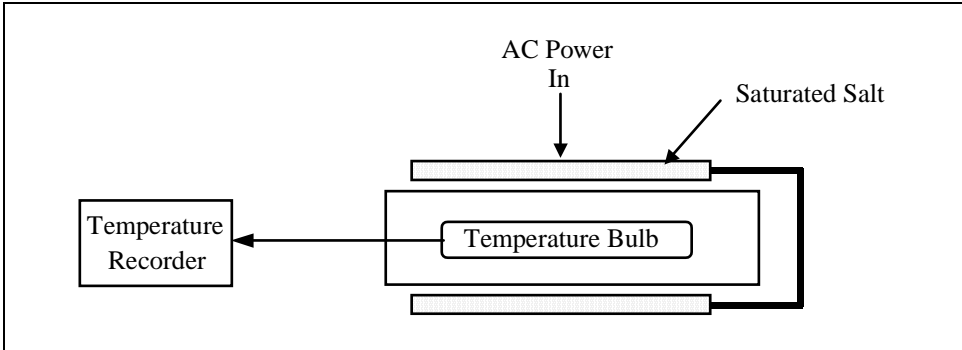 AC Power
In
Saturated Salt
Temperature
Recorder
Temperature Bulb